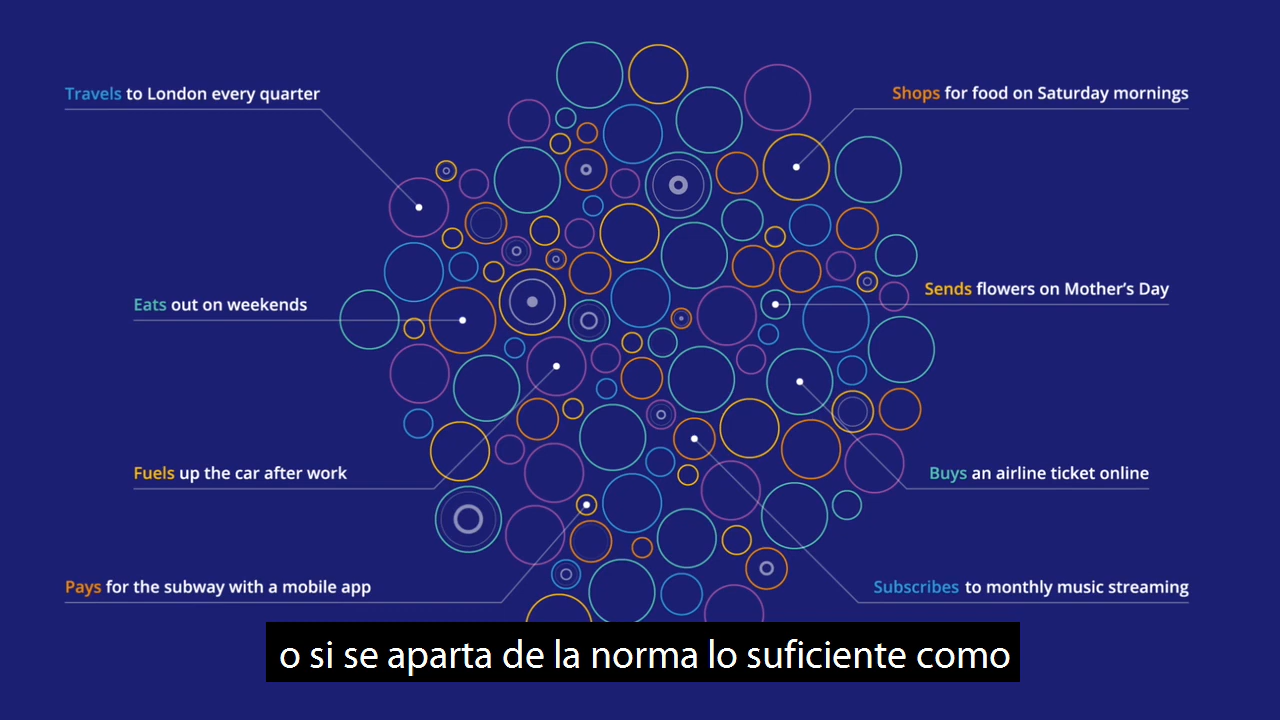 Travels to London every quarter
Shops for food on Saturday mornings
Sends flowers on Mother’s Day
Eats out on weekends
Fuels up the car after work
Buys an airline ticket online
Pays for the subway with a mobile app
Subscribes to monthly music streaming
o si se aparta de la norma lo suficiente como